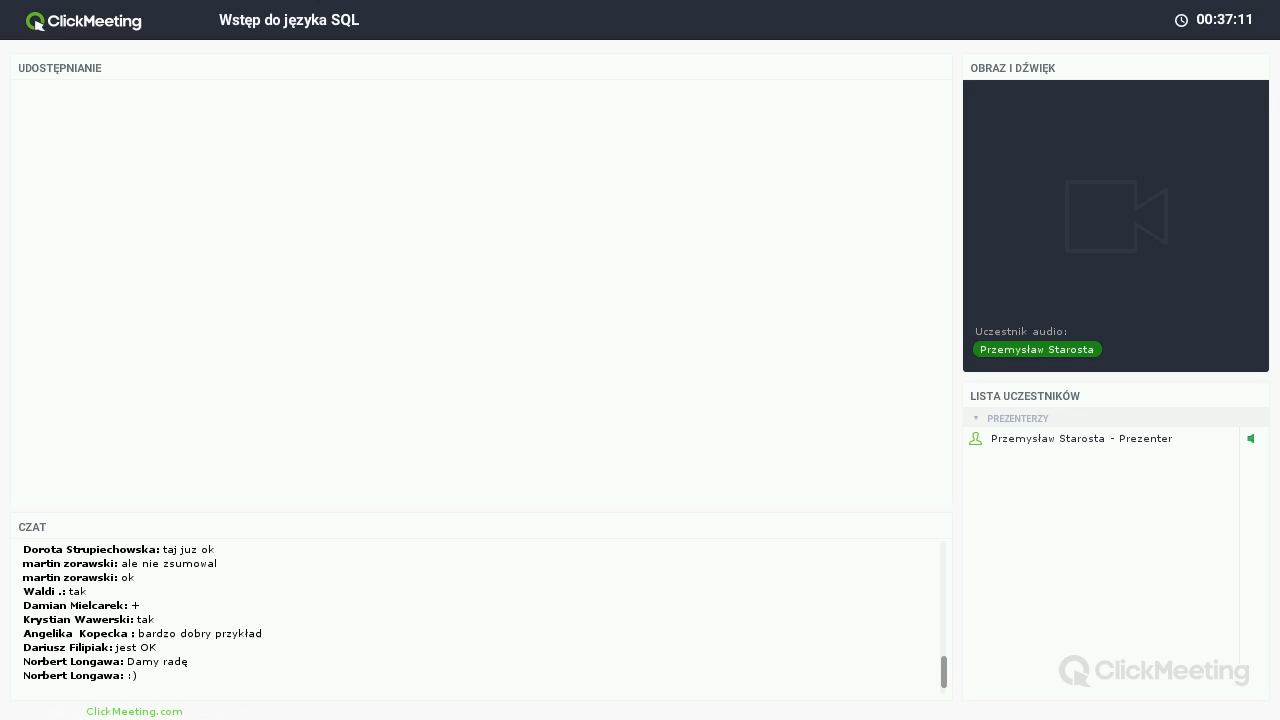 ClickMeeting
Wstęp do języka SQL
00:37:11
UDOSTĘPNIANIE
OBRAZ I DŹWIĘK
Uczestnik audio:
Przemysław Starosta
LISTA UCZESTNIKÓW
PREZENTERZY
Przemysław Starosta - Prezenter
CZAT
Dorota Strupiechowska: taj juz ok
martin zorawski: ale nie zsumowal
martin zorawski: ok
Waldi .: tak
Damian Mielcarek: +
Krystian Wawerski: tak
Angelika Kopecka : bardzo dobry przykład
Dariusz Filipiak: jest OK
Norbert Longawa: Damy radę
Norbert Longawa: :)
ClickMeeting
ClickMeeting.com